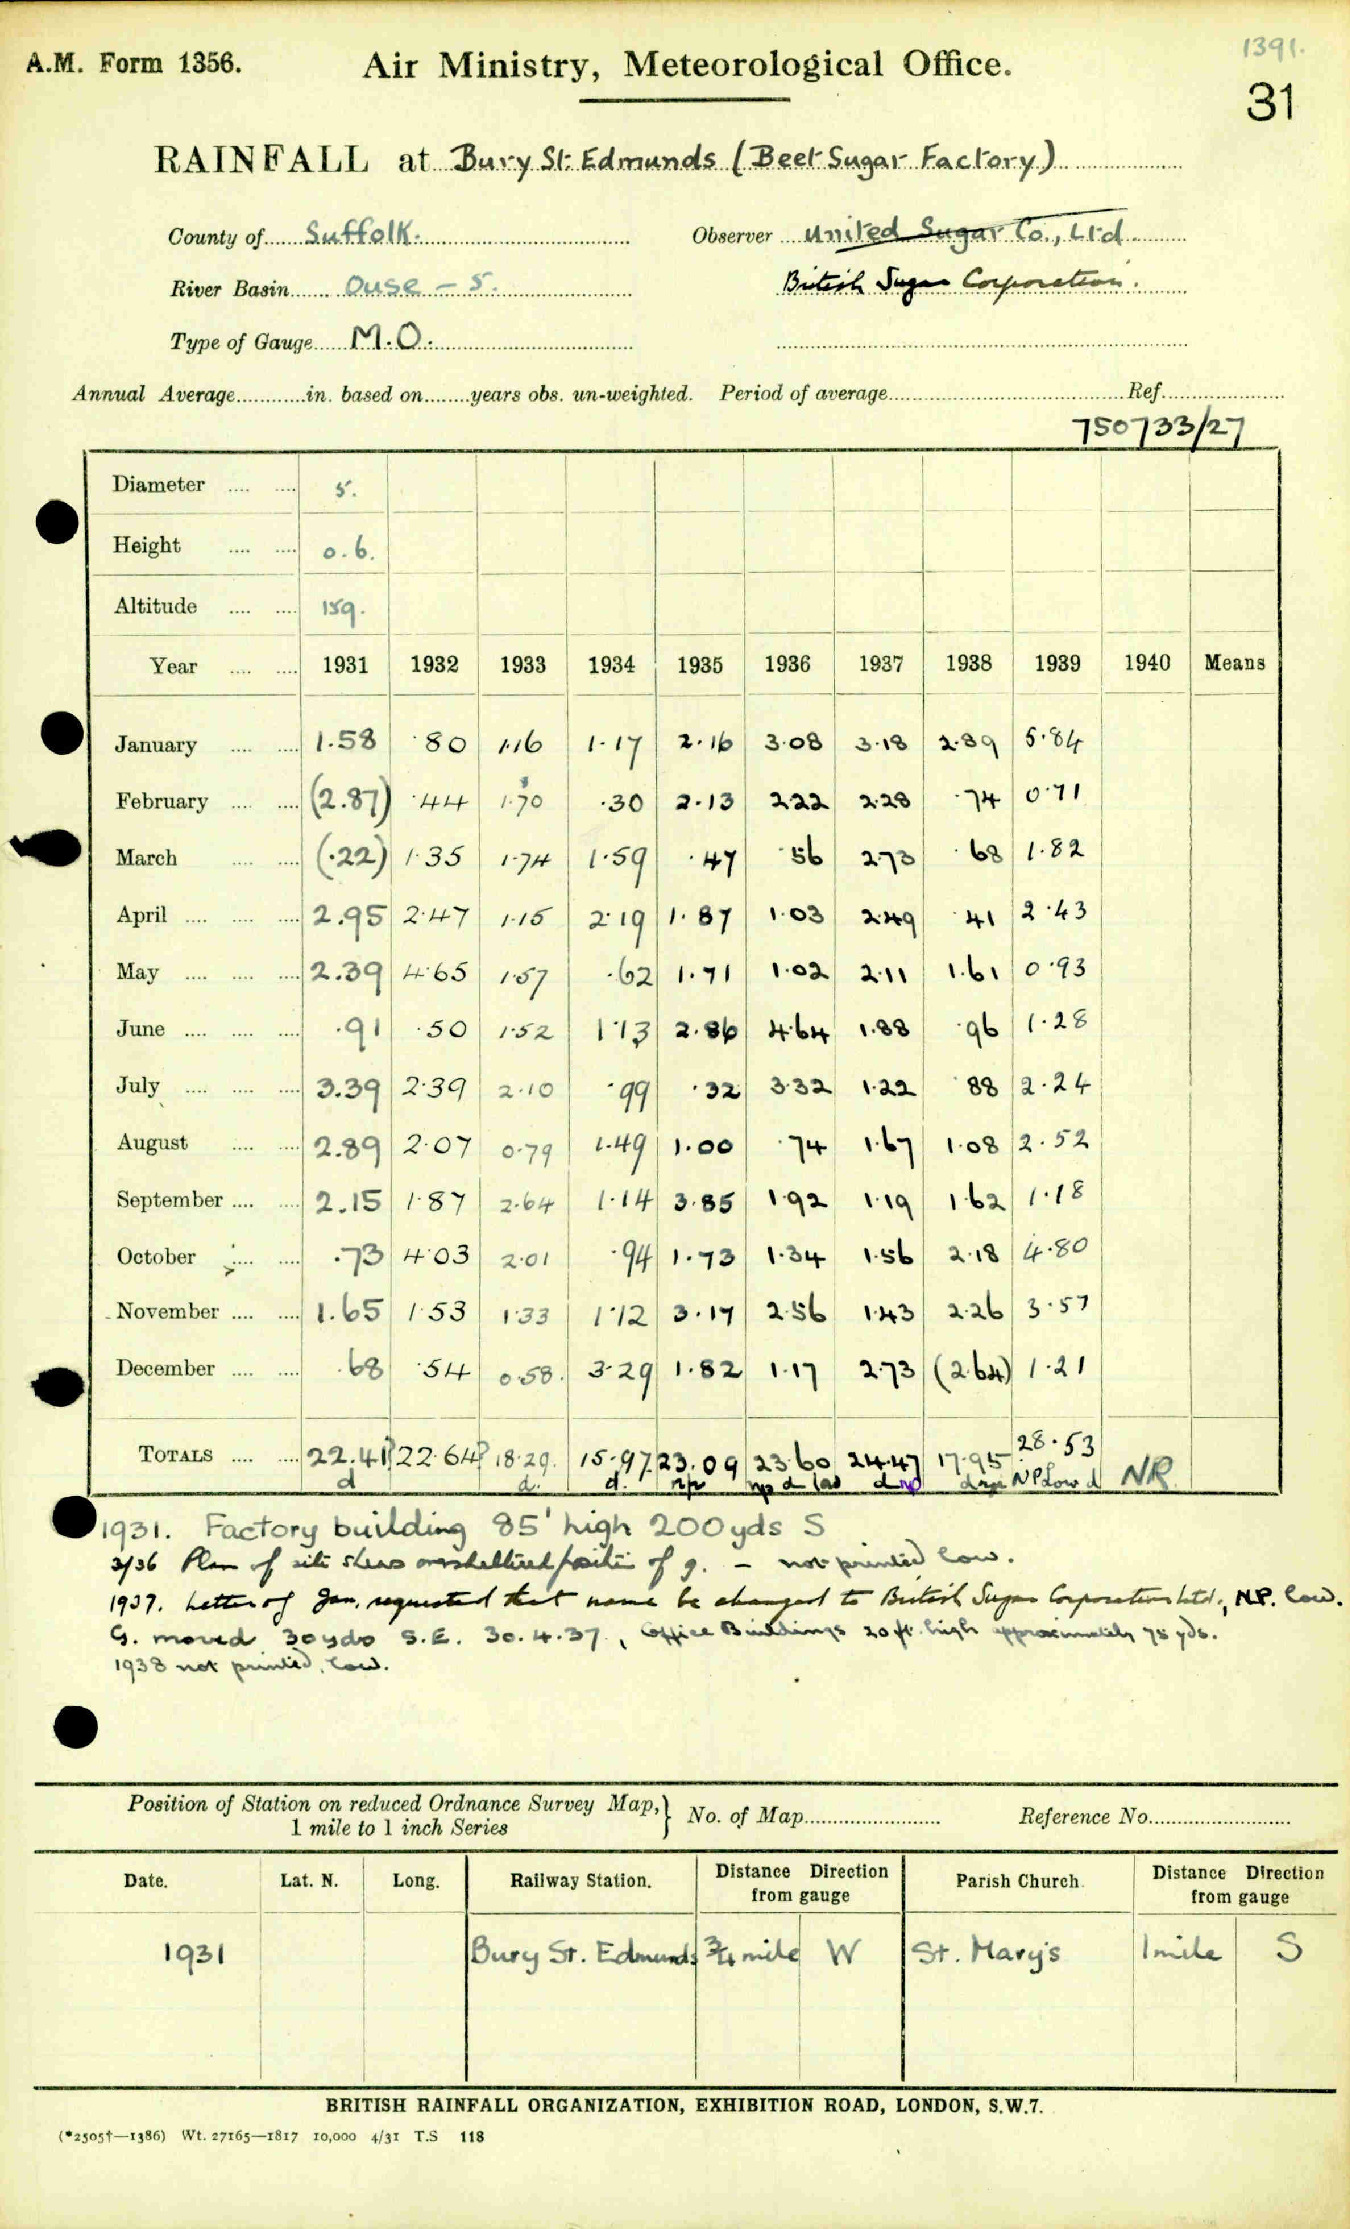 1391.
A.M. Form 1356. Air Ministry, Meteorological Office.
31
RAINFALL at Bury St. Edmunds (Beet Sugar Factory)
County of Suffolk. Observer United Sugar Co., Ltd
River Basin Ouse - 5. British Sugar Corporation.
Type of Gauge M.O.
Annual Average in. based on years obs. un-weighted. Period of average Ref.
750733/27
Diameter 5.
Height 0.6.
Altitude 159.
Year 1931 1932 1933 1934 1935 1936 1937 1938 1939 1940 Means
January 1.58 .80 1.16 1.17 2.16 3.08 3.18 2.89 5.84
February (2.87) .44 1.70 .30 2.13 2.22 2.28 .74 0.71
March (.22) 1.35 1.74 1.59 .47 .56 2.73 .68 1.82
April 2.95 2.47 1.15 2.19 1.87 1.03 2.49 .41 2.43
May 2.39 4.65 1.57 .62 1.71 1.02 2.11 1.61 0.93
June .91 .50 1.52 1.13 2.86 4.64 1.88 .96 1.28
July 3.39 2.39 2.10 .99 .32 3.32 1.22 .88 2.24
August 2.89 2.07 0.79 1.49 1.00 .74 1.67 1.08 2.52
September 2.15 1.87 2.64 1.14 3.85 1.92 1.19 1.62 1.18
October .73 4.03 2.01 .94 1.73 1.34 1.56 2.18 4.80
November 1.65 1.53 1.33 1.12 3.17 2.56 1.43 2.26 3.57
December .68 .54 0.58. 3.29 1.82 1.17 2.73 (2.64) 1.21
TOTALS 22.41? 22.64? 18.29. 15.97. 23.09 23.60 24.47 17.95 28.53
d d. d. np np d low d np d np NP Low d NR
1931. Factory building 85' high 200yds S
3/36 Plan of site shews oversheltered position of g. - not printed low.
1937. Letter of Jan. requested that name be changed to British Sugar Corporation Ltd., N.P. low.
G. moved 30yds S.E. 30.4.37, Office Buildings 20 ft. high approximately 75 yds.
1938 not printed, low.
Position of Station on reduced Ordnance Survey Map,} No. of Map Reference No.
1 mile to 1 inch Series
Date. Lat. N. Long. Railway Station. Distance Direction from gauge Parish Church. Distance Direction from gauge
1931 Bury St. Edmunds 3/4 mile W St. Mary's 1 mile S
BRITISH RAINFALL ORGANIZATION, EXHIBITION ROAD, LONDON, S.W.7.
(*2505†—1386) Wt. 27165—1817 10,000 4/31 T.S 118